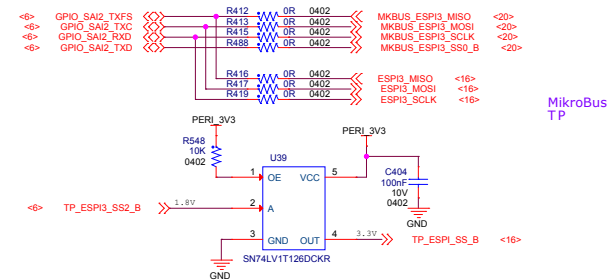 <6> GPIO_SAI2_TXFS R412 0R 0402 MKBUS_ESPI3_MISO <20>
<6> GPIO_SAI2_TXC R413 0R 0402 MKBUS_ESPI3_MOSI <20>
<6> GPIO_SAI2_RXD R415 0R 0402 MKBUS_ESPI3_SCLK <20>
<6> GPIO_SAI2_TXD R488 0R 0402 MKBUS_ESPI3_SS0_B <20>
R416 0R 0402 ESPI3_MISO <16>
R417 0R 0402 ESPI3_MOSI <16>
R419 0R 0402 ESPI3_SCLK <16>
MikroBus
TP
PERI_3V3
PERI_3V3
R548
10K
0402
U39
1 OE VCC 5
C404
100nF
10V
0402
GND
<6> TP_ESPI3_SS2_B 1.8V 2 A
3 GND OUT 4 3.3V TP_ESPI_SS_B <16>
SN74LV1T126DCKR
GND